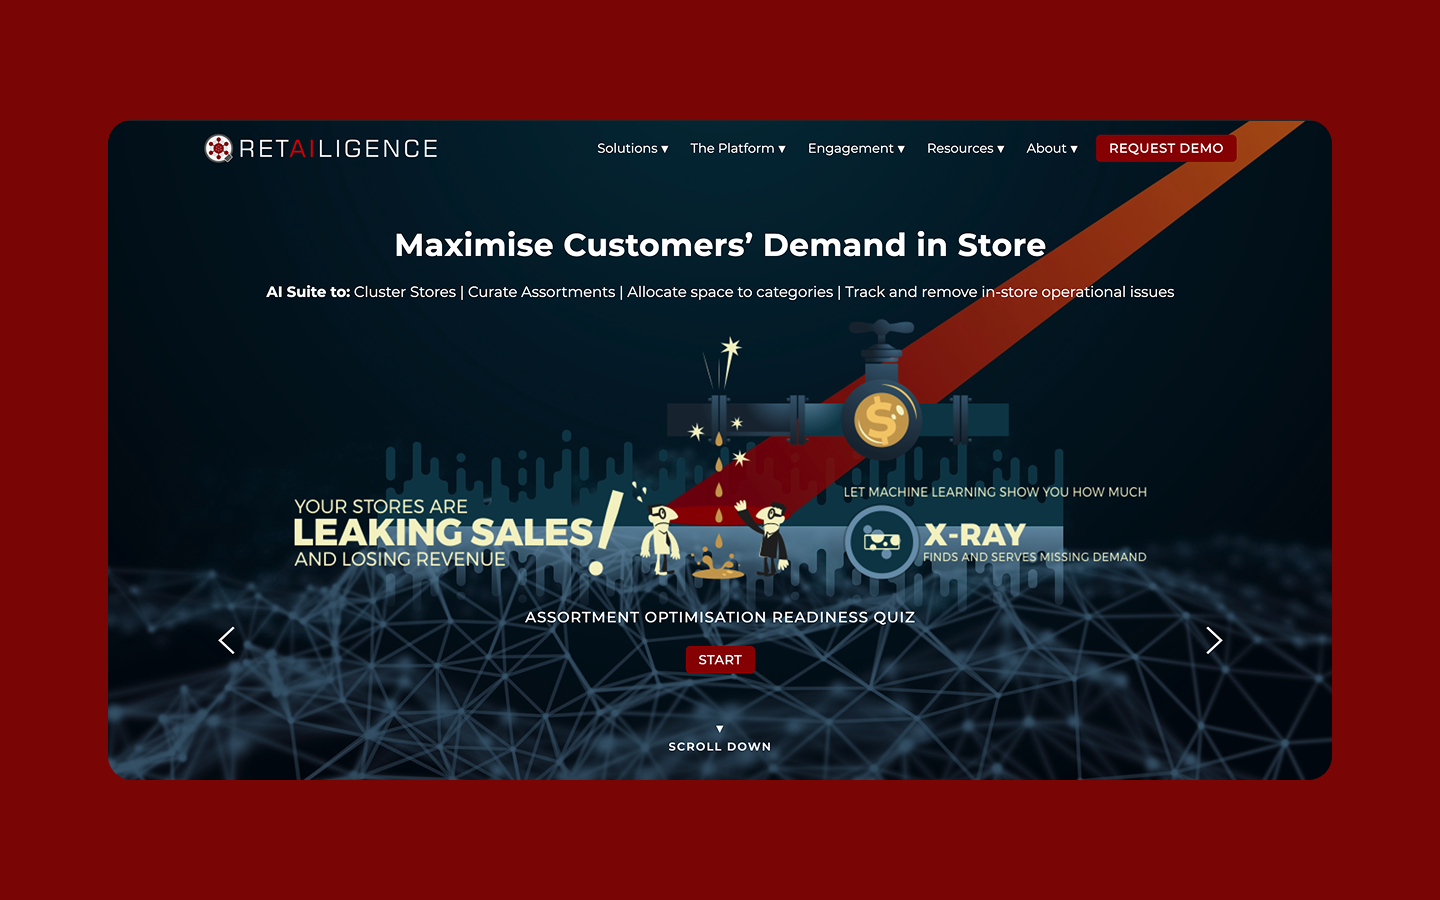 RETAILIGENCE
Solutions ▾ The Platform ▾ Engagement ▾ Resources ▾ About ▾ REQUEST DEMO
Maximise Customers’ Demand in Store
AI Suite to: Cluster Stores | Curate Assortments | Allocate space to categories | Track and remove in-store operational issues
$
YOUR STORES ARE
LEAKING SALES!
AND LOSING REVENUE
LET MACHINE LEARNING SHOW YOU HOW MUCH
X-RAY
FINDS AND SERVES MISSING DEMAND
ASSORTMENT OPTIMISATION READINESS QUIZ
START
▾
SCROLL DOWN